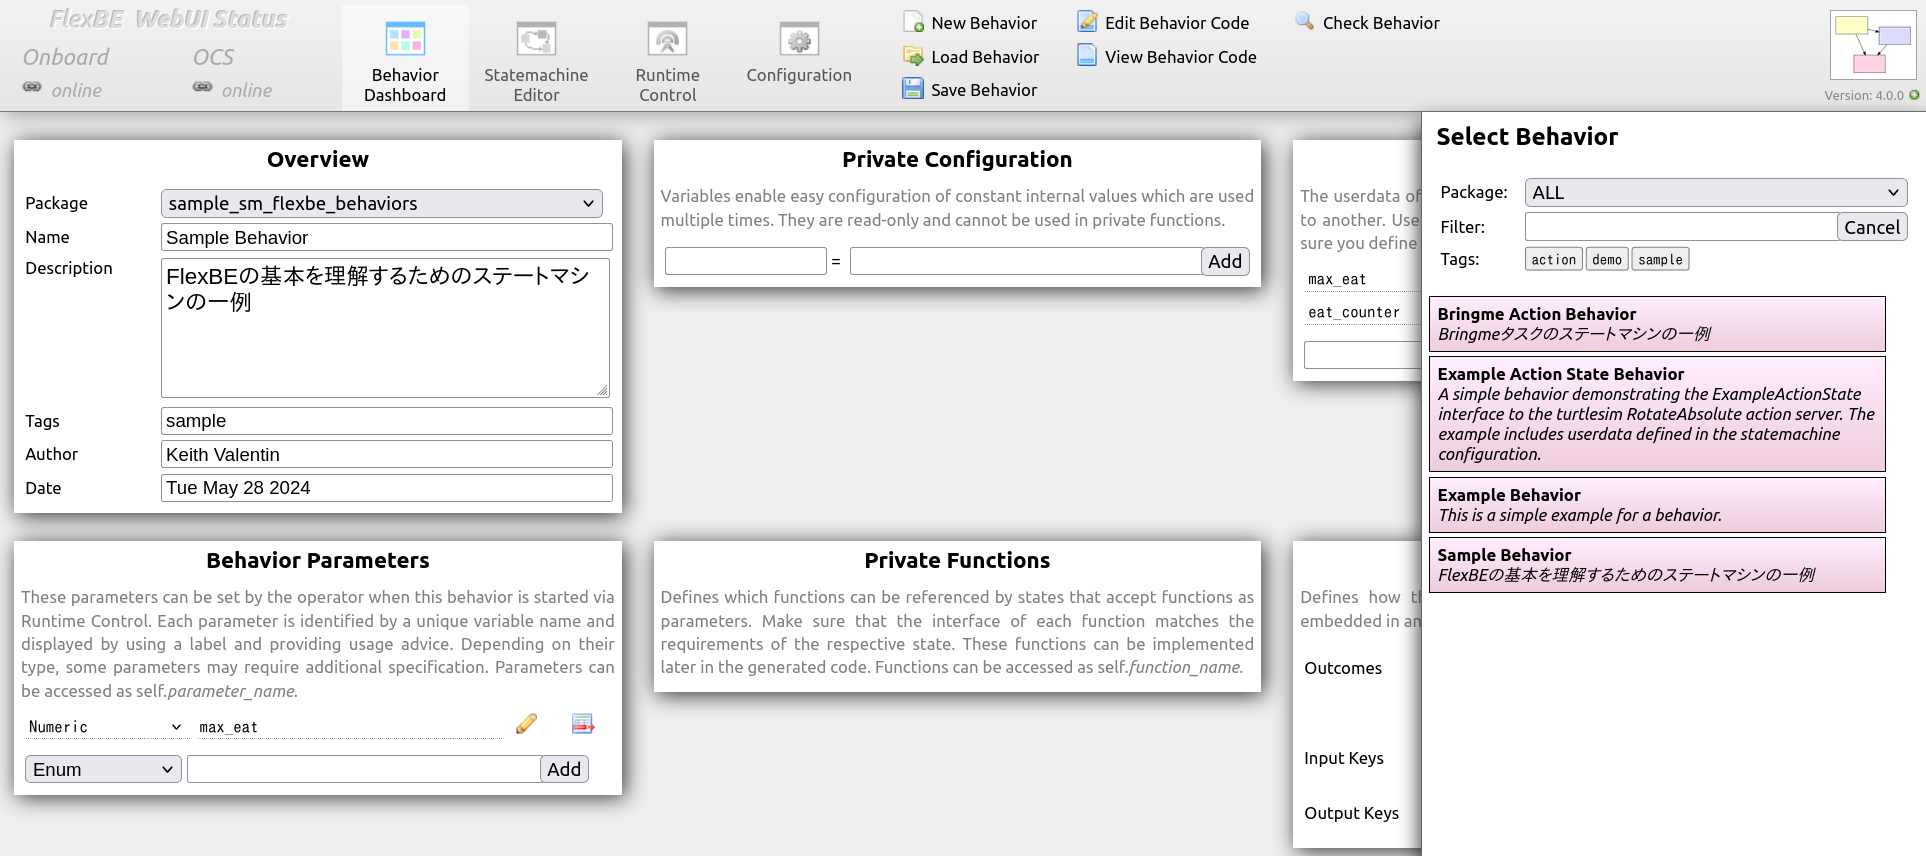 FlexBE WebUI Status
Onboard
OCS
online
online
Behavior
Dashboard
Statemachine
Editor
Runtime
Control
Configuration
New Behavior
Load Behavior
Save Behavior
Edit Behavior Code
View Behavior Code
Check Behavior
Version: 4.0.0
Overview
Package
sample_sm_flexbe_behaviors
Name
Sample Behavior
Description
FlexBEの基本を理解するためのステートマシ
ンの一例
Tags
sample
Author
Keith Valentin
Date
Tue May 28 2024
Private Configuration
Variables enable easy configuration of constant internal values which are used
multiple times. They are read-only and cannot be used in private functions.
=
Add
The userdata of
to another. Use
sure you define
max_eat
eat_counter
Behavior Parameters
These parameters can be set by the operator when this behavior is started via
Runtime Control. Each parameter is identified by a unique variable name and
displayed by using a label and providing usage advice. Depending on their
type, some parameters may require additional specification. Parameters can
be accessed as self.parameter_name.
Numeric
max_eat
Enum
Add
Private Functions
Defines which functions can be referenced by states that accept functions as
parameters. Make sure that the interface of each function matches the
requirements of the respective state. These functions can be implemented
later in the generated code. Functions can be accessed as self.function_name.
Defines how
embedded in an
Outcomes
Input Keys
Output Keys
Select Behavior
Package:
ALL
Filter:
Cancel
Tags:
action
demo
sample
Bringme Action Behavior
Bringmeタスクのステートマシンの一例
Example Action State Behavior
A simple behavior demonstrating the ExampleActionState
interface to the turtlesim RotateAbsolute action server. The
example includes userdata defined in the statemachine
configuration.
Example Behavior
This is a simple example for a behavior.
Sample Behavior
FlexBEの基本を理解するためのステートマシンの一例